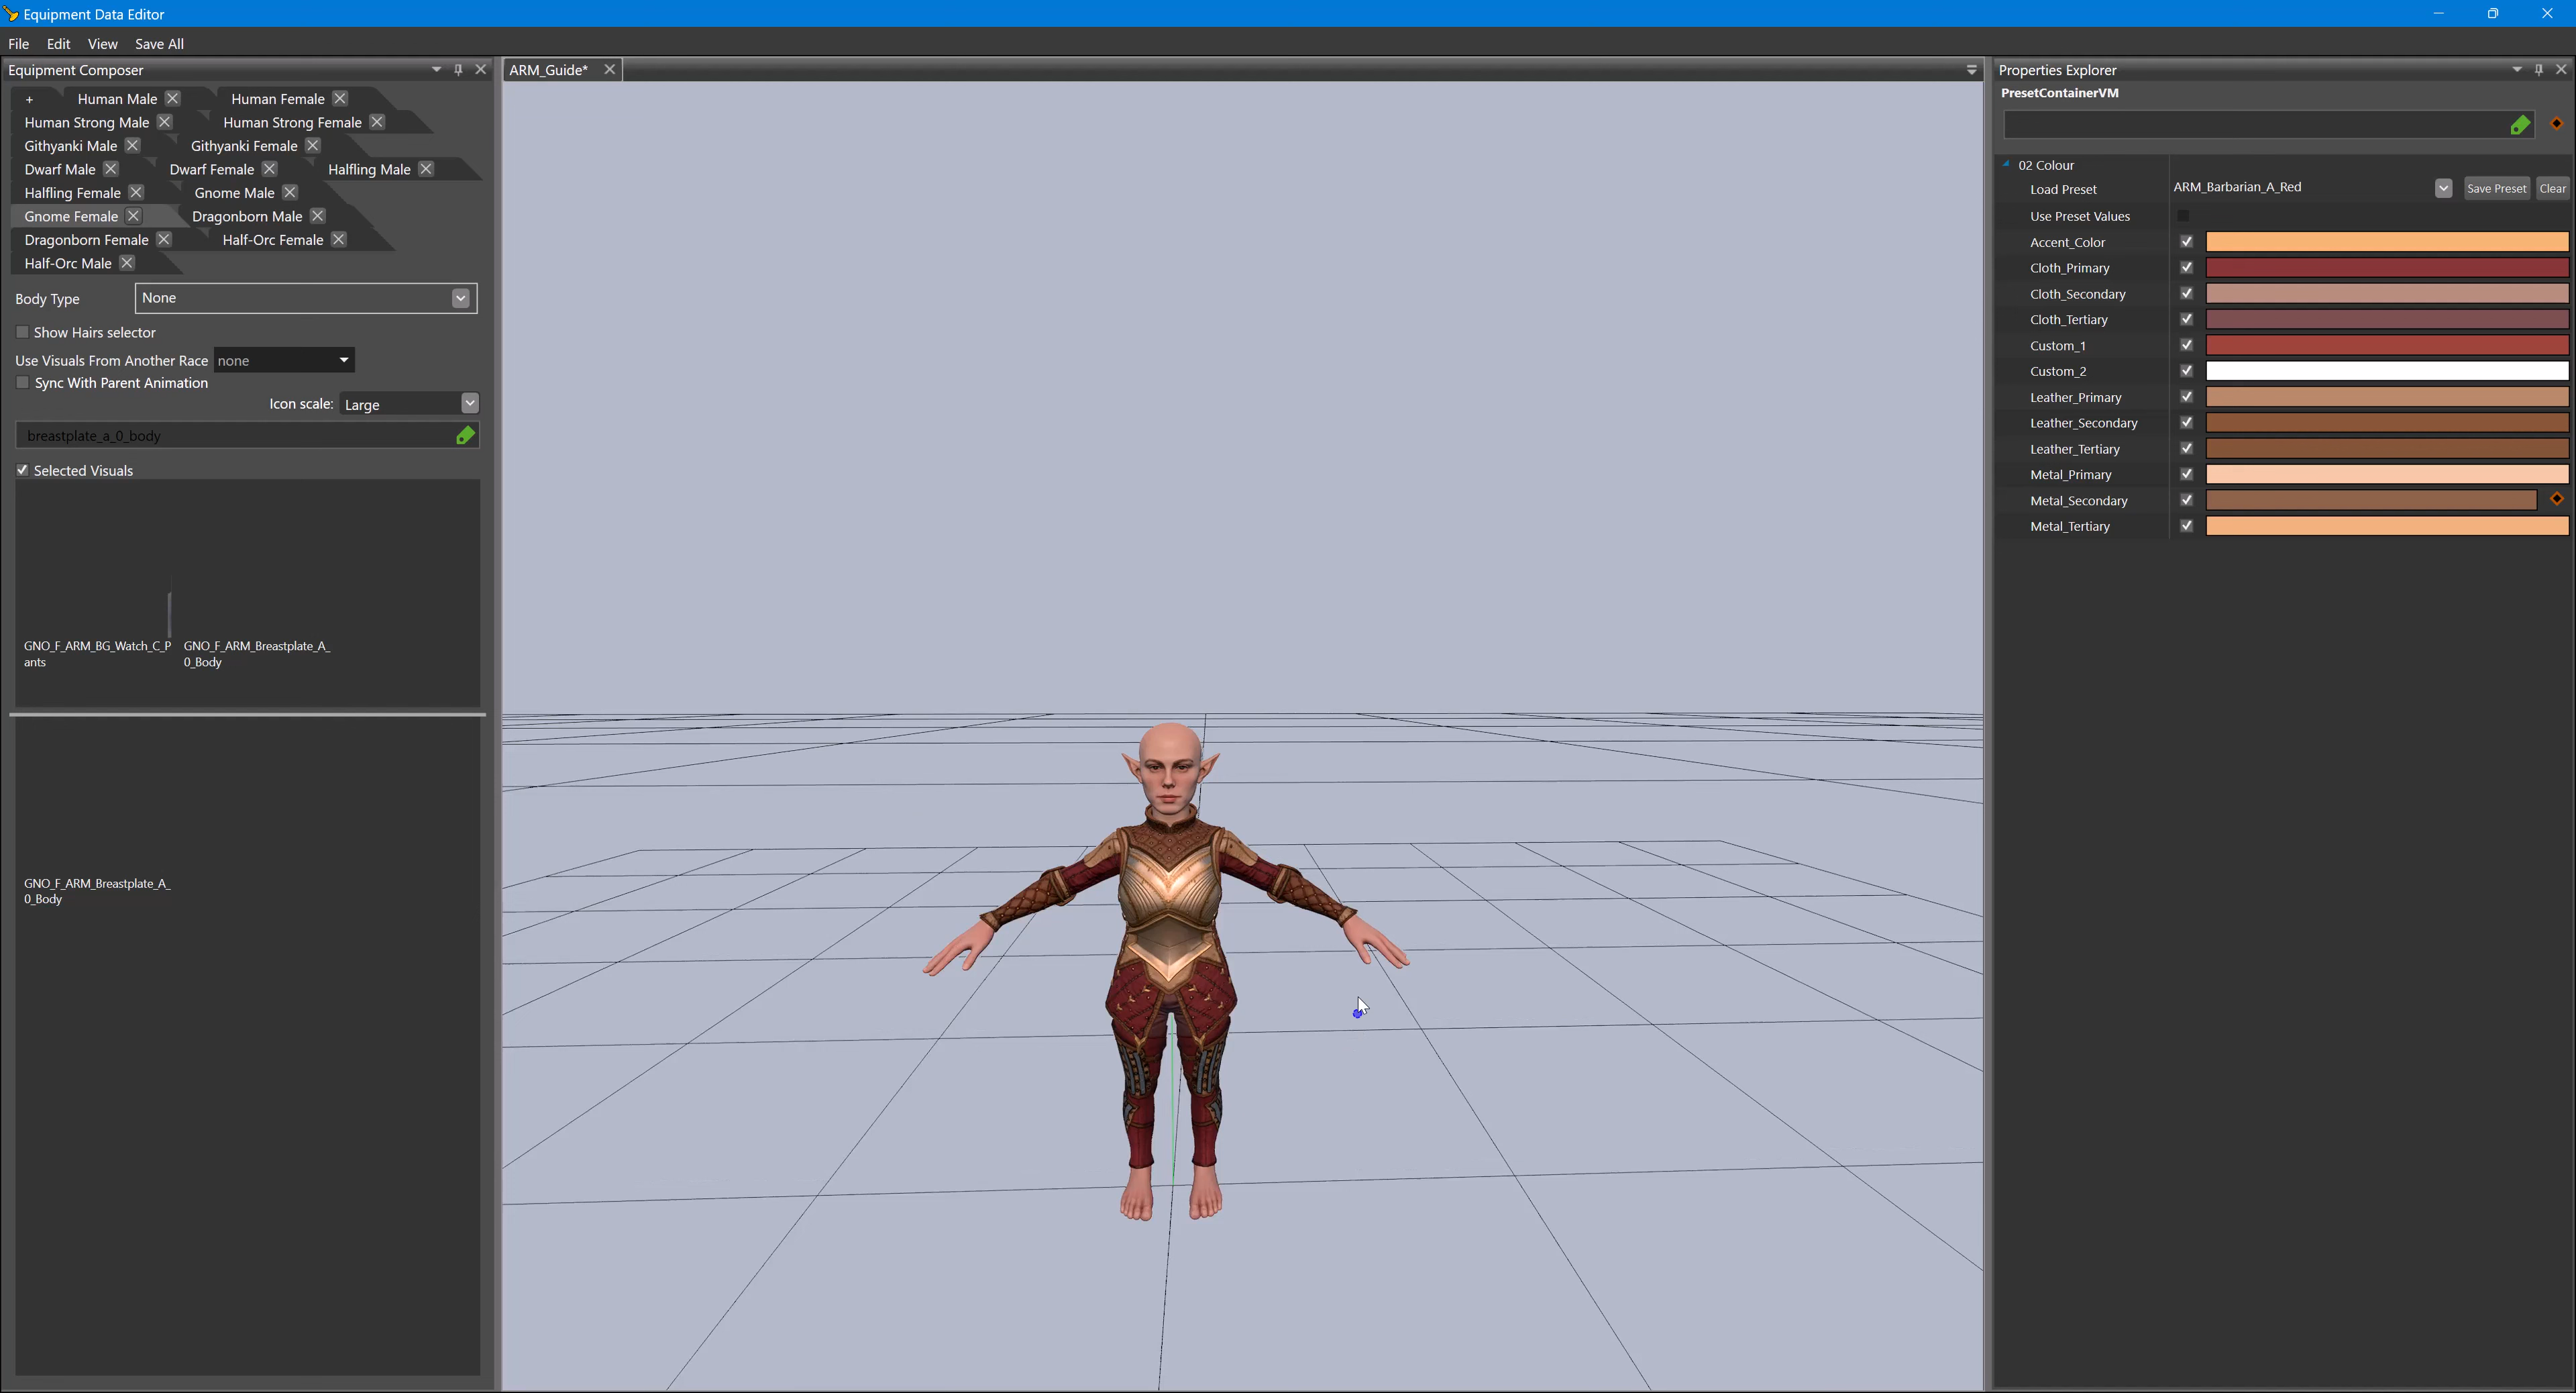 Equipment Data Editor
File Edit View Save All
Equipment Composer
+ Human Male Human Female
Human Strong Male Human Strong Female
Githyanki Male Githyanki Female
Dwarf Male Dwarf Female Halfling Male
Halfling Female Gnome Male
Gnome Female Dragonborn Male
Dragonborn Female Half-Orc Female
Half-Orc Male
Body Type None
Show Hairs selector
Use Visuals From Another Race none
Sync With Parent Animation
Icon scale: Large
breastplate_a_0_body
Selected Visuals
GNO_F_ARM_BG_Watch_C_P
ants
GNO_F_ARM_Breastplate_A_
0_Body
GNO_F_ARM_Breastplate_A_
0_Body
ARM_Guide*
Properties Explorer
PresetContainerVM
02 Colour
Load Preset ARM_Barbarian_A_Red Save Preset Clear
Use Preset Values
Accent_Color
Cloth_Primary
Cloth_Secondary
Cloth_Tertiary
Custom_1
Custom_2
Leather_Primary
Leather_Secondary
Leather_Tertiary
Metal_Primary
Metal_Secondary
Metal_Tertiary